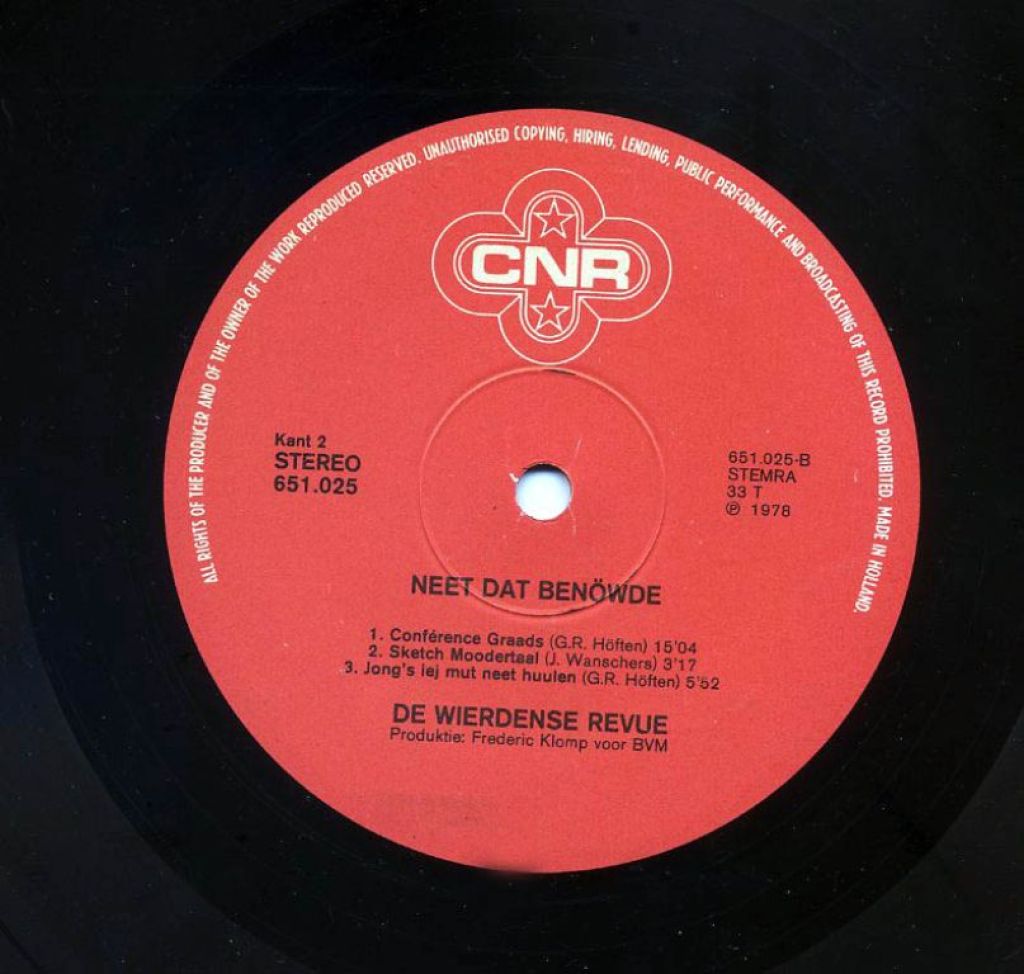 ALL RIGHTS OF THE PRODUCER AND OF THE OWNER OF THE WORK REPRODUCED RESERVED. UNAUTHORISED COPYING, HIRING, LENDING, PUBLIC PERFORMANCE AND BROADCASTING OF THIS RECORD PROHIBITED. MADE IN HOLLAND.
CNR
Kant 2
STEREO
651.025
651.025-B
STEMRA
33 T
℗ 1978
NEET DAT BENÖWDE
1. Conférence Graads (G.R. Höften) 15'04
2. Sketch Moodertaal (J. Wanschers) 3'17
3. Jong's iej mut neet huulen (G.R. Höften) 5'52
DE WIERDENSE REVUE
Produktie: Frederic Klomp voor BVM